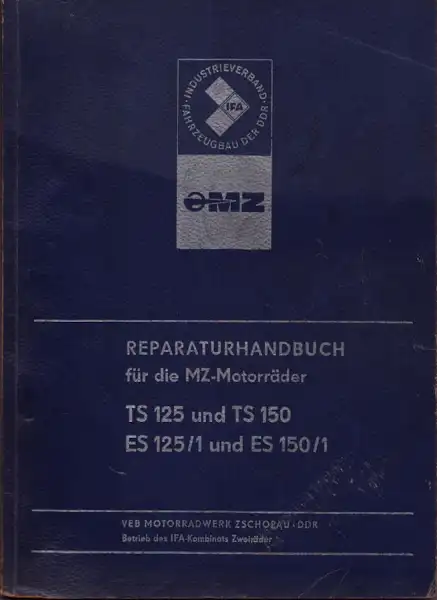 INDUSTRIEVERBAND · FAHRZEUGBAU DER DDR ·
IFA
MZ
REPARATURHANDBUCH
für die MZ-Motorräder
TS 125 und TS 150
ES 125/1 und ES 150/1
VEB MOTORRADWERK ZSCHOPAU · DDR
Betrieb des IFA-Kombinats Zweiräder